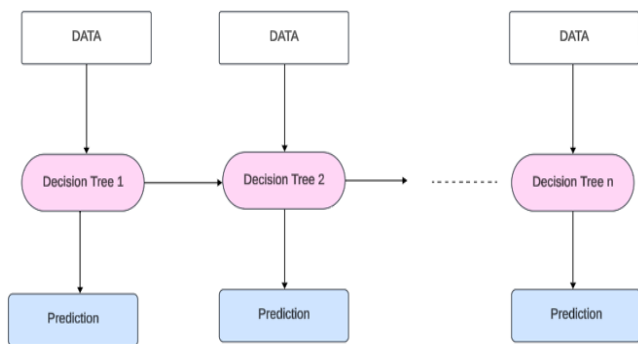 DATA
DATA
DATA
Decision Tree 1
Decision Tree 2
Decision Tree n
Prediction
Prediction
Prediction